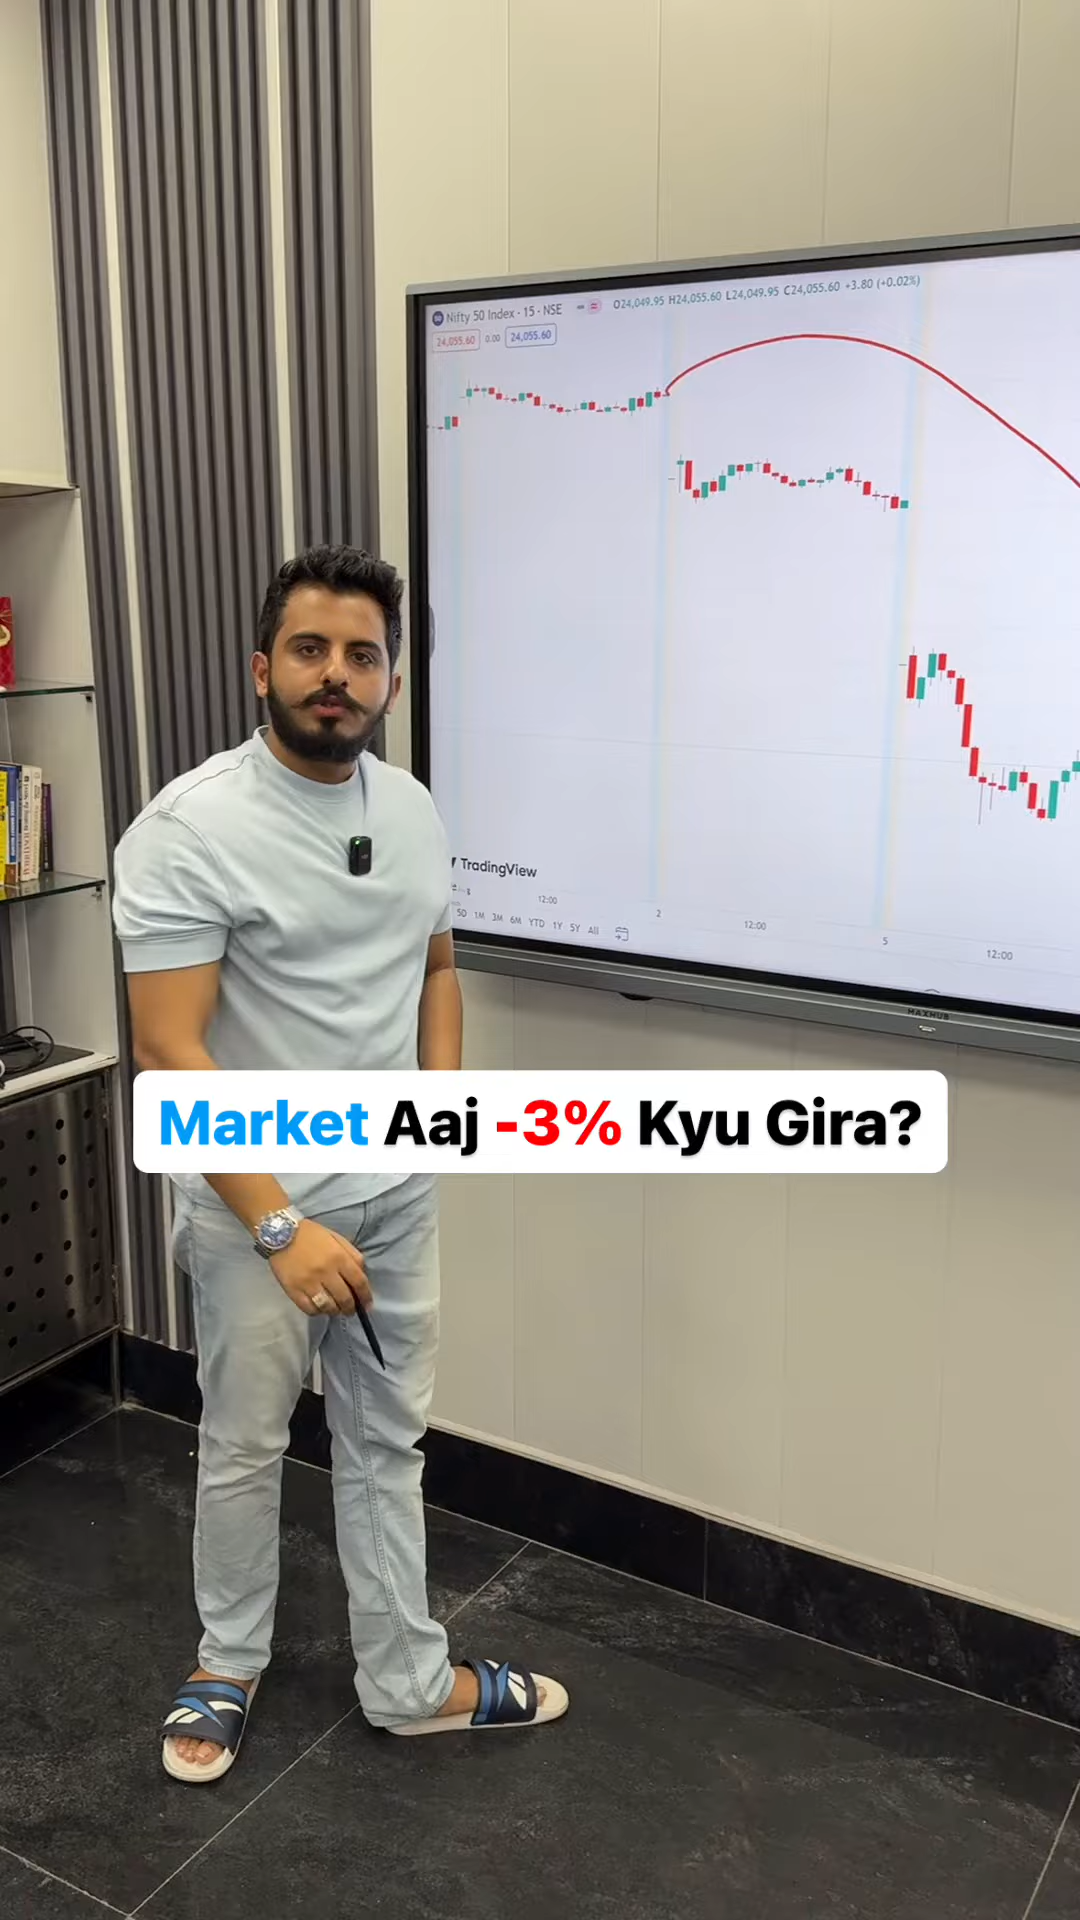 Nifty 50 Index · 15 · NSE O24,049.95 H24,055.60 L24,049.95 C24,055.60 +3.80 (+0.02%)
24,055.60 0.00 24,055.60
TradingView
12:00 2 12:00 5 12:00
5D 1M 3M 6M YTD 1Y 5Y All
MAXHUB
Market Aaj -3% Kyu Gira?